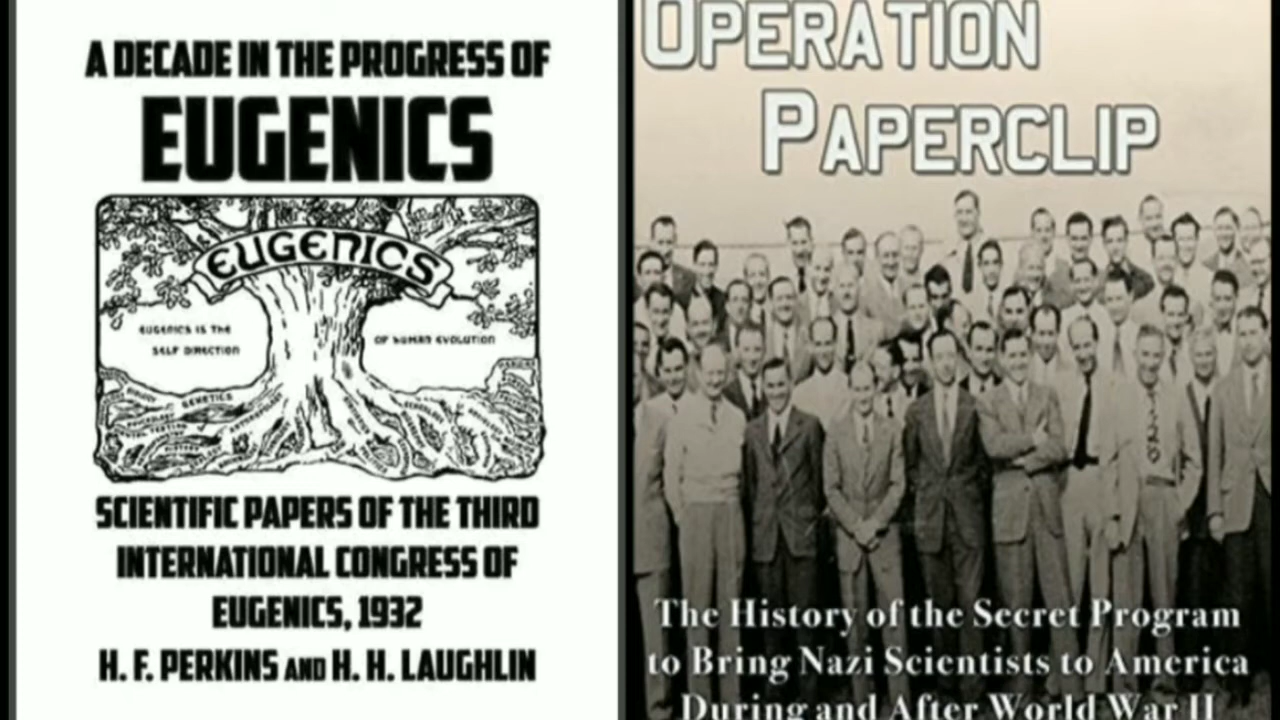 A DECADE IN THE PROGRESS OF
EUGENICS
EUGENICS
EUGENICS IS THE
SELF DIRECTION
OF HUMAN EVOLUTION
GENETICS
SCIENTIFIC PAPERS OF THE THIRD
INTERNATIONAL CONGRESS OF
EUGENICS, 1932
H. F. PERKINS AND H. H. LAUGHLIN
OPERATION
PAPERCLIP
The History of the Secret Program
to Bring Nazi Scientists to America
During and After World War II